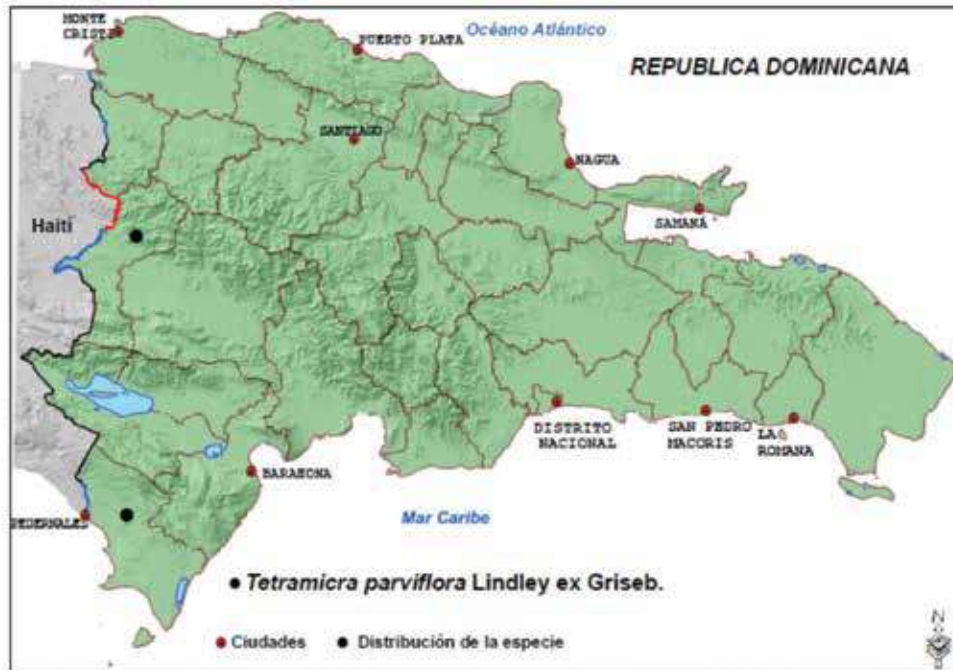 MONTE
CRISTI
PUERTO PLATA
Océano Atlántico
REPUBLICA DOMINICANA
SANTIAGO
NAGUA
SAMANÁ
Haití
DISTRITO
NACIONAL
SAN PEDRO
MACORIS
LA
ROMANA
BARAHONA
PEDERNALES
Mar Caribe
Tetramicra parviflora Lindley ex Griseb.
Ciudades
Distribución de la especie
N